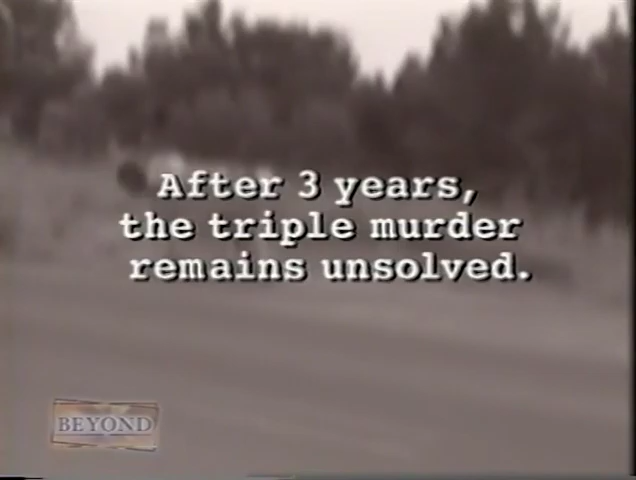 After 3 years,
the triple murder
remains unsolved.
BEYOND